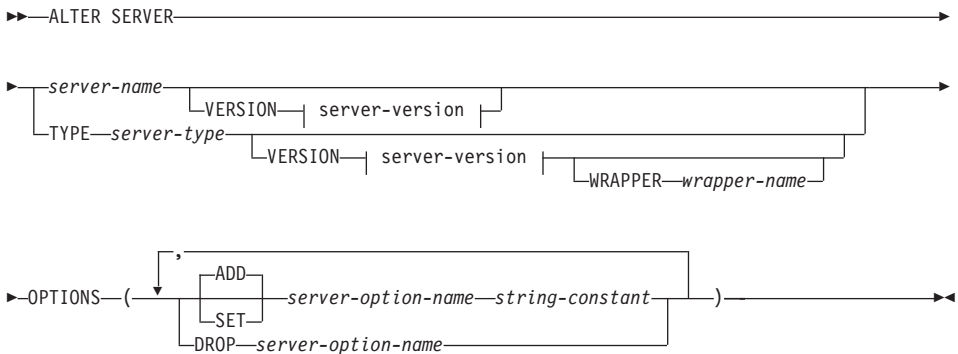 ALTER SERVER
server-name
VERSION server-version
TYPE server-type
VERSION server-version
WRAPPER wrapper-name
,
ADD
OPTIONS ( server-option-name string-constant )
SET
DROP server-option-name